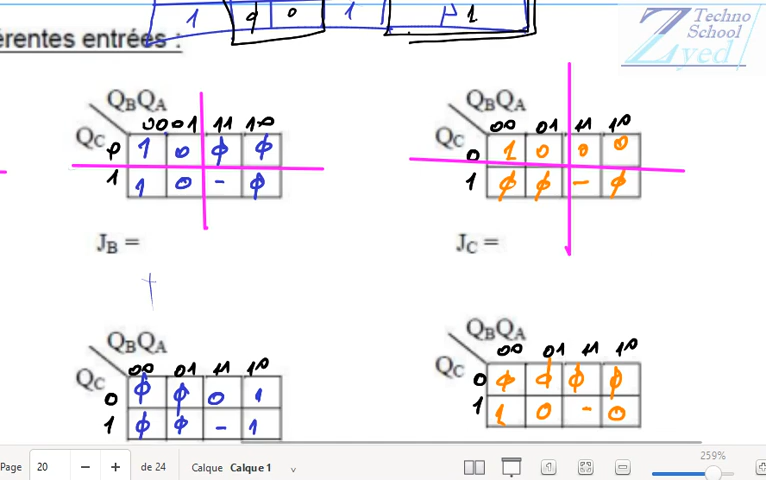 1 ϕ 0 1 1
érentes entrées :
Techno
School
Zyed
QBQA
00 01 11 10
QC 0 1 0 ϕ ϕ
1 1 0 - ϕ
JB =
QBQA
00 01 11 10
QC 0 1 0 0 0
1 ϕ ϕ - ϕ
JC =
QBQA
00 01 11 10
QC 0 ϕ ϕ 0 1
1 ϕ ϕ - 1
QBQA
00 01 11 10
QC 0 ϕ ϕ ϕ ϕ
1 1 0 - 0
Page 20 - + de 24 Calque Calque 1 259%